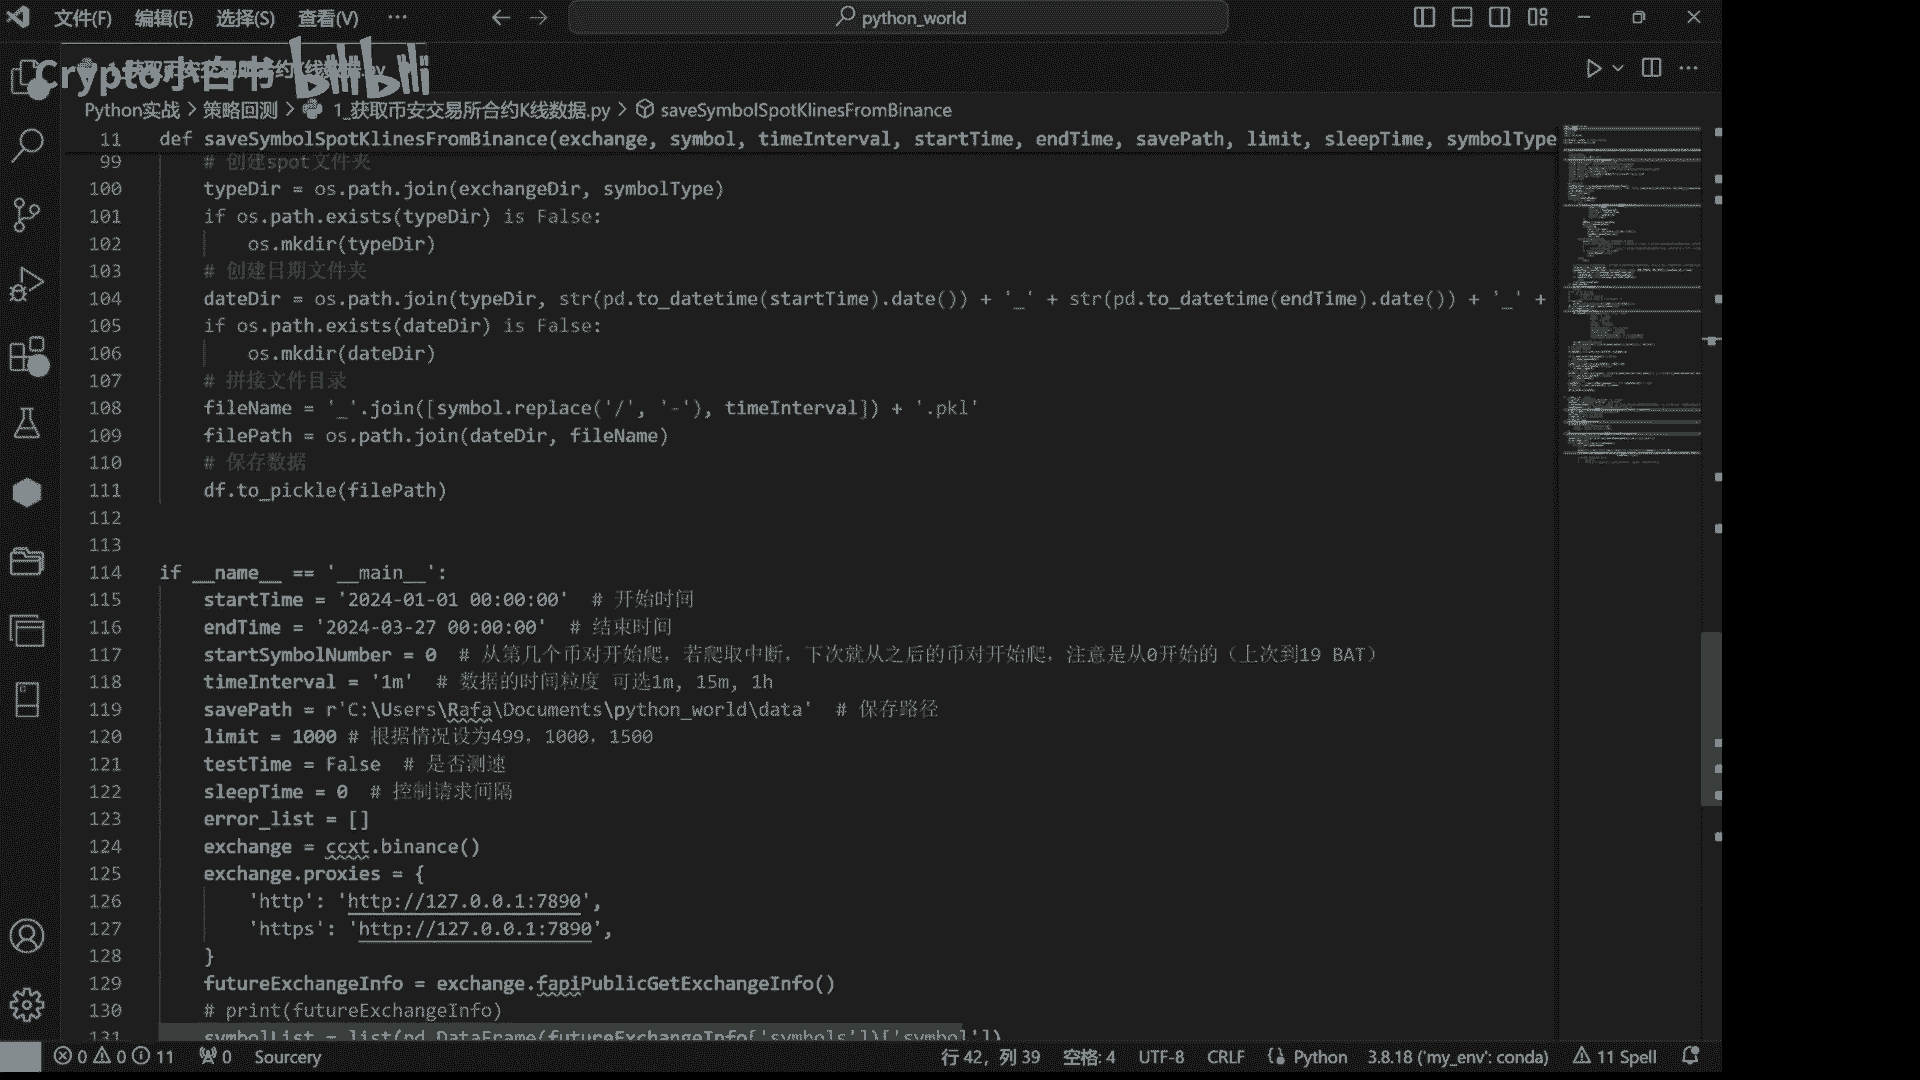 文件(F) 编辑(E) 选择(S) 查看(V) ··· python_world
Crypto小白书 bilibili
Python实战 > 策略回测 > 1_获取币安交易所合约K线数据.py > saveSymbolSpotKlinesFromBinance
11 def saveSymbolSpotKlinesFromBinance(exchange, symbol, timeInterval, startTime, endTime, savePath, limit, sleepTime, symbolType
99 # 创建spot文件夹
100 typeDir = os.path.join(exchangeDir, symbolType)
101 if os.path.exists(typeDir) is False:
102 os.mkdir(typeDir)
103 # 创建日期文件夹
104 dateDir = os.path.join(typeDir, str(pd.to_datetime(startTime).date()) + '_' + str(pd.to_datetime(endTime).date()) + '_' +
105 if os.path.exists(dateDir) is False:
106 os.mkdir(dateDir)
107 # 拼接文件目录
108 fileName = '_'.join([symbol.replace('/', '-'), timeInterval]) + '.pkl'
109 filePath = os.path.join(dateDir, fileName)
110 # 保存数据
111 df.to_pickle(filePath)
112
113
114 if __name__ == '__main__':
115 startTime = '2024-01-01 00:00:00' # 开始时间
116 endTime = '2024-03-27 00:00:00' # 结束时间
117 startSymbolNumber = 0 # 从第几个币对开始爬，若爬取中断，下次就从之后的币对开始爬，注意是从0开始的（上次到19 BAT）
118 timeInterval = '1m' # 数据的时间粒度 可选1m, 15m, 1h
119 savePath = r'C:\Users\Rafa\Documents\python_world\data' # 保存路径
120 limit = 1000 # 根据情况设为499，1000，1500
121 testTime = False # 是否测速
122 sleepTime = 0 # 控制请求间隔
123 error_list = []
124 exchange = ccxt.binance()
125 exchange.proxies = {
126 'http': 'http://127.0.0.1:7890',
127 'https': 'http://127.0.0.1:7890',
128 }
129 futureExchangeInfo = exchange.fapiPublicGetExchangeInfo()
130 # print(futureExchangeInfo)
131 symbolList = list(pd.DataFrame(futureExchangeInfo['symbols'])['symbol'])
0 0 11 0 Sourcery 行 42，列 39 空格: 4 UTF-8 CRLF Python 3.8.18 ('my_env': conda) 11 Spell